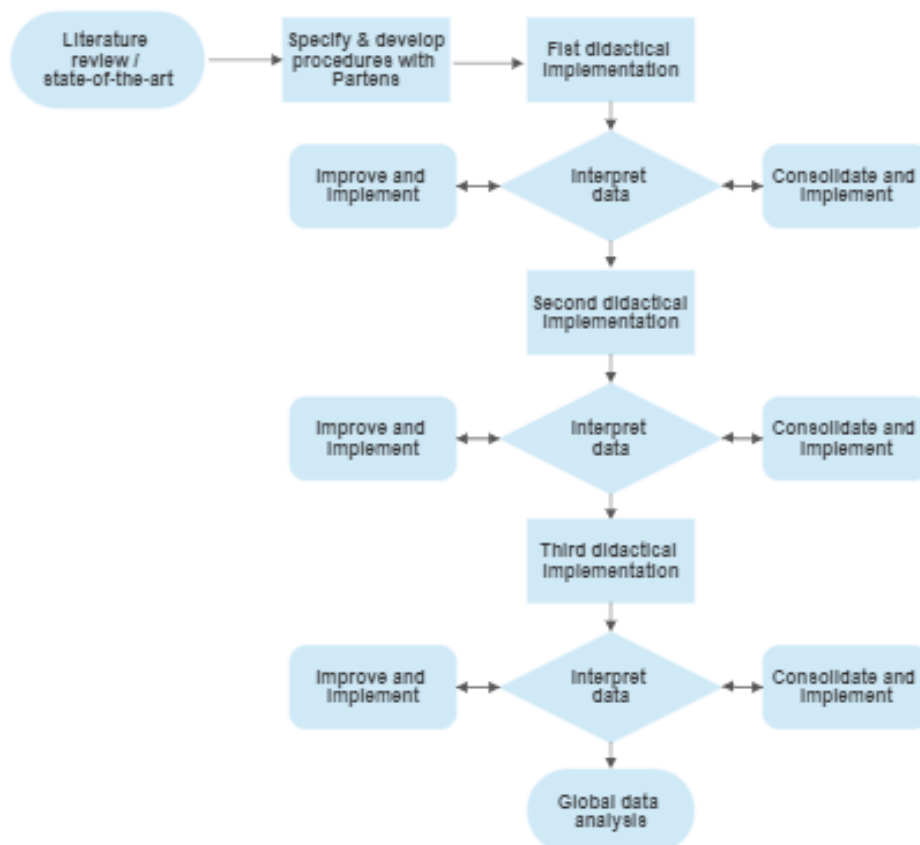 Literature
review /
state-of-the-art
Specify & develop
procedures with
Partens
Fist didactical
Implementation
Improve and
Implement
Interpret
data
Consolidate and
Implement
Second didactical
Implementation
Improve and
Implement
Interpret
data
Consolidate and
Implement
Third didactical
Implementation
Improve and
Implement
Interpret
data
Consolidate and
Implement
Global data
analysis